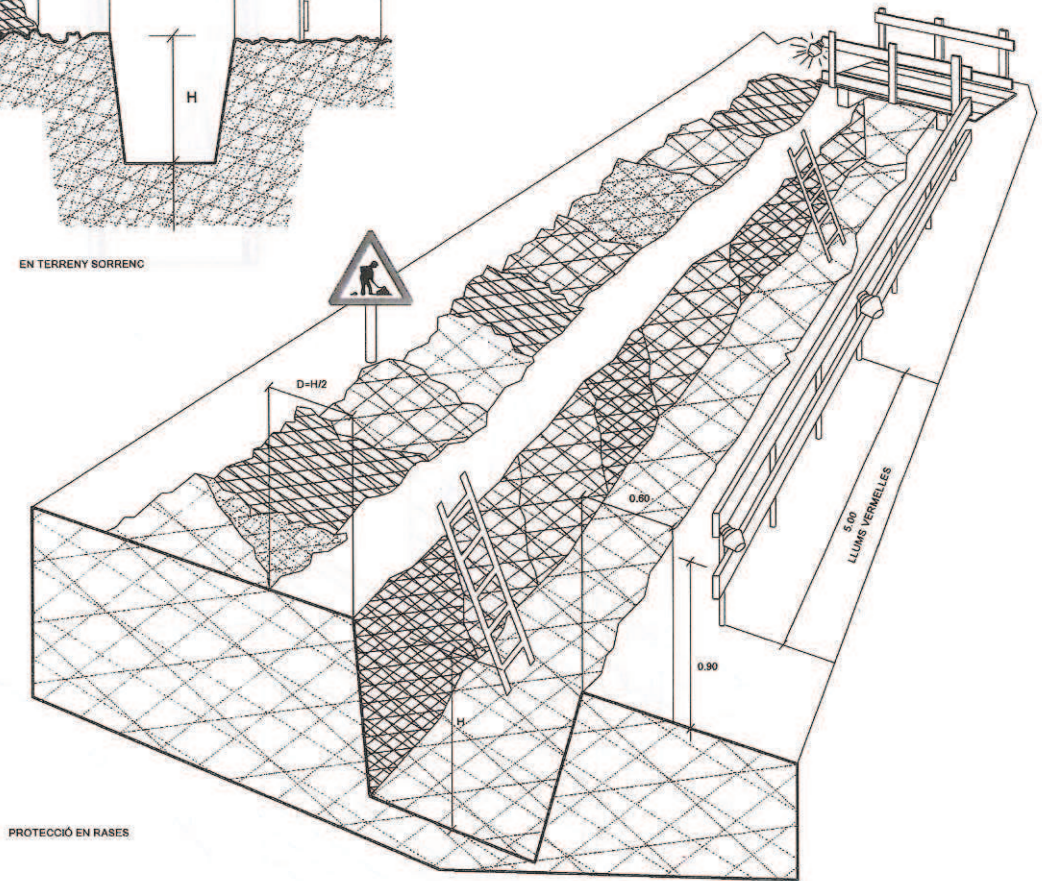 H
EN TERRENY SORRENC
D=H/2
0.60
5.00
LLUMS VERMELLES
0.90
H
PROTECCIÓ EN RASES